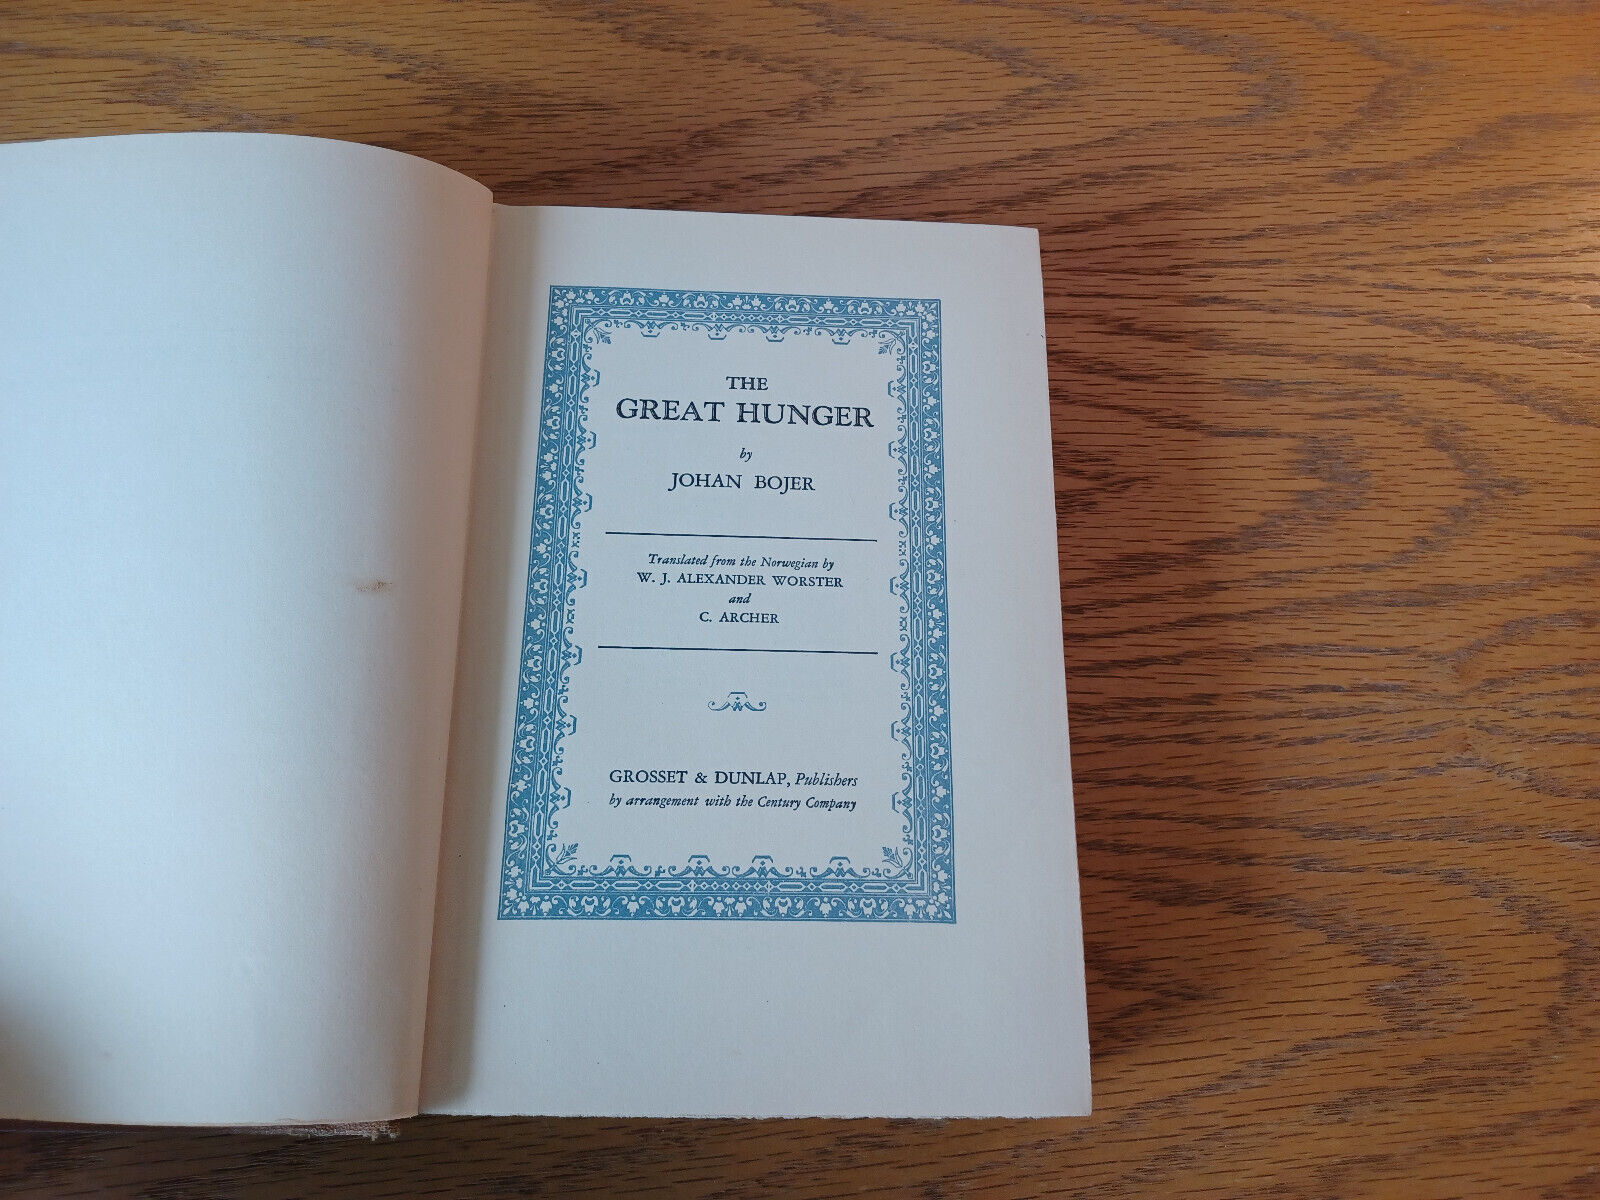 THE
GREAT HUNGER
by
JOHAN BOJER
Translated from the Norwegian by
W. J. ALEXANDER WORSTER
and
C. ARCHER
GROSSET & DUNLAP, Publishers
by arrangement with the Century Company